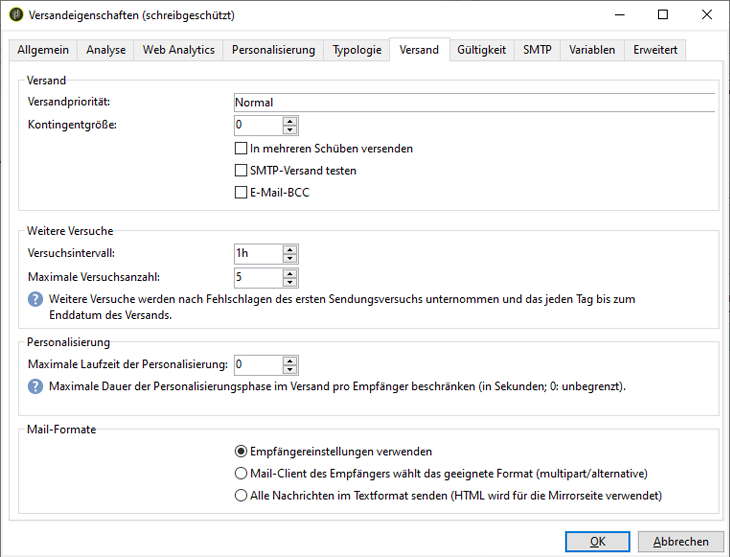 Versandeigenschaften (schreibgeschützt)
Allgemein Analyse Web Analytics Personalisierung Typologie Versand Gültigkeit SMTP Variablen Erweitert
Versand
Versandpriorität: Normal
Kontingentgröße: 0
In mehreren Schüben versenden
SMTP-Versand testen
E-Mail-BCC
Weitere Versuche
Versuchsintervall: 1h
Maximale Versuchsanzahl: 5
? Weitere Versuche werden nach Fehlschlagen des ersten Sendungsversuchs unternommen und das jeden Tag bis zum
Enddatum des Versands.
Personalisierung
Maximale Laufzeit der Personalisierung: 0
? Maximale Dauer der Personalisierungsphase im Versand pro Empfänger beschränken (in Sekunden; 0: unbegrenzt).
Mail-Formate
Empfängereinstellungen verwenden
Mail-Client des Empfängers wählt das geeignete Format (multipart/alternative)
Alle Nachrichten im Textformat senden (HTML wird für die Mirrorseite verwendet)
OK Abbrechen